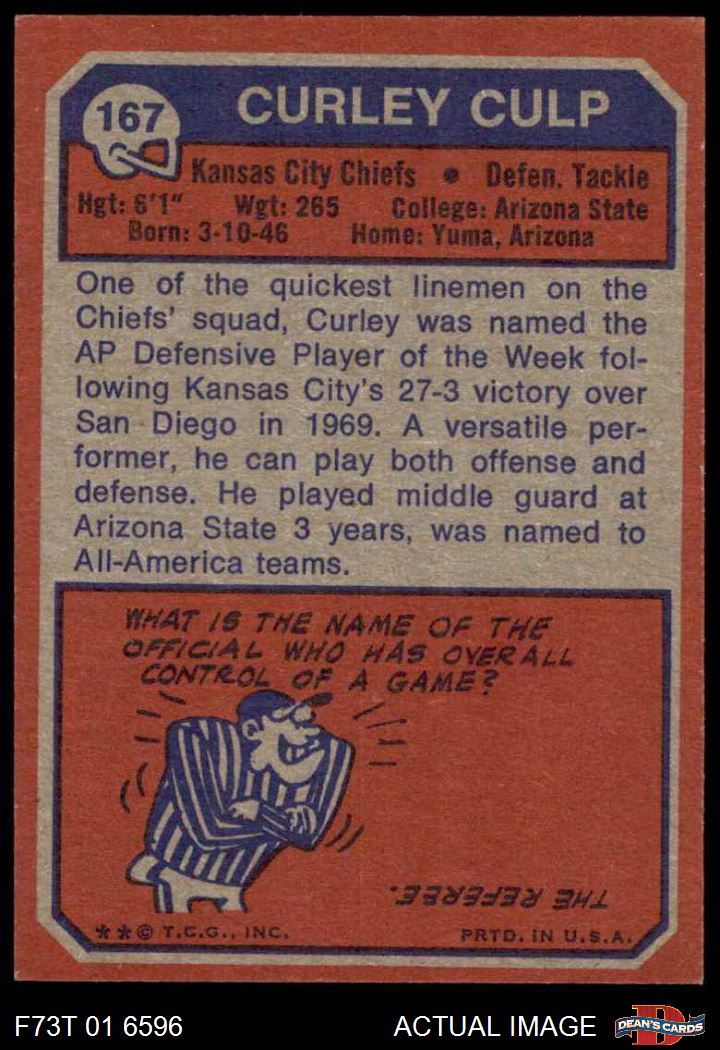 167
CURLEY CULP
Kansas City Chiefs • Defen. Tackle
Hgt: 6'1" Wgt: 265 College: Arizona State
Born: 3-10-46 Home: Yuma, Arizona
One of the quickest linemen on the
Chiefs' squad, Curley was named the
AP Defensive Player of the Week fol-
lowing Kansas City's 27-3 victory over
San Diego in 1969. A versatile per-
former, he can play both offense and
defense. He played middle guard at
Arizona State 3 years, was named to
All-America teams.
WHAT IS THE NAME OF THE
OFFICIAL WHO HAS OVERALL
CONTROL OF A GAME?
THE REFEREE.
**© T.C.G., INC. PRTD. IN U.S.A.
F73T 01 6596 ACTUAL IMAGE
D
DEAN'S CARDS